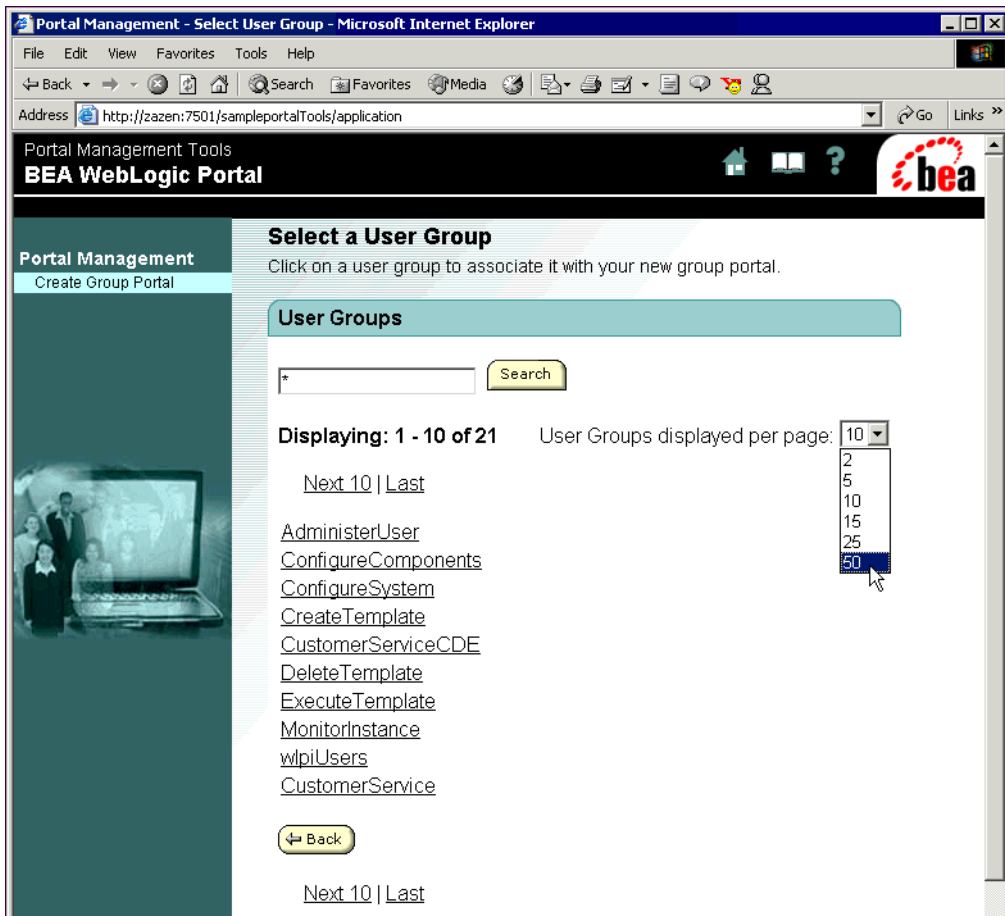 Portal Management - Select User Group - Microsoft Internet Explorer
File Edit View Favorites Tools Help
Back Search Favorites Media
Address http://zazen:7501/sampleportalTools/application Go Links »
Portal Management Tools
BEA WebLogic Portal
? bea
Portal Management
Create Group Portal
Select a User Group
Click on a user group to associate it with your new group portal.
User Groups
* Search
Displaying: 1 - 10 of 21 User Groups displayed per page: 10
2
5
10
15
25
50
Next 10 | Last
AdministerUser
ConfigureComponents
ConfigureSystem
CreateTemplate
CustomerServiceCDE
DeleteTemplate
ExecuteTemplate
MonitorInstance
wlpiUsers
CustomerService
Back
Next 10 | Last